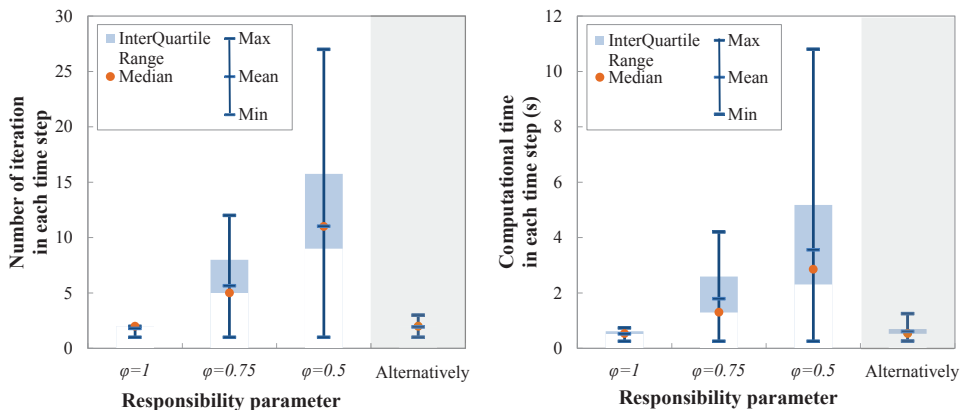 Number of iteration
in each time step
30
25
20
15
10
5
0
InterQuartile
Range
Median
Max
Mean
Min
φ=1
φ=0.75
φ=0.5
Alternatively
Responsibility parameter
Computational time
in each time step (s)
12
10
8
6
4
2
0
InterQuartile
Range
Median
Max
Mean
Min
φ=1
φ=0.75
φ=0.5
Alternatively
Responsibility parameter